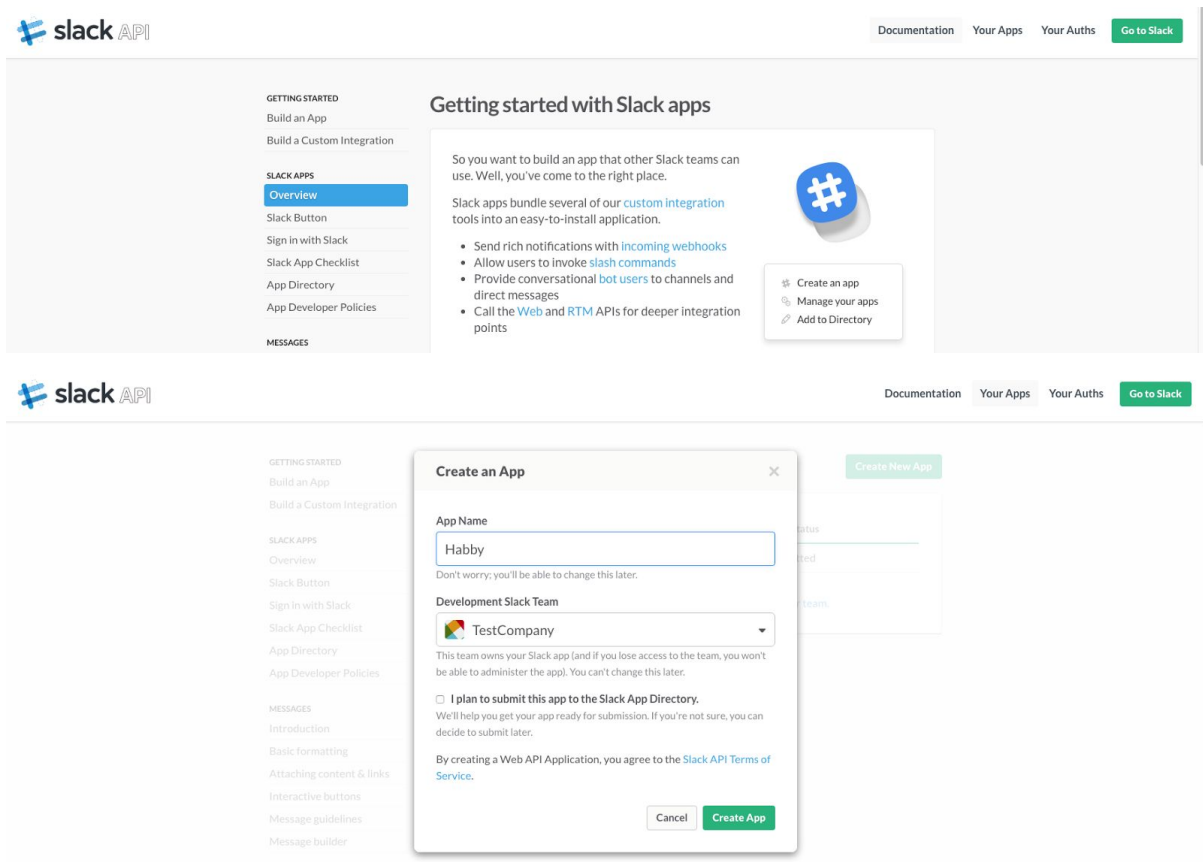 slack API
Documentation Your Apps Your Auths Go to Slack
GETTING STARTED
Build an App
Build a Custom Integration
SLACK APPS
Overview
Slack Button
Sign in with Slack
Slack App Checklist
App Directory
App Developer Policies
MESSAGES
Getting started with Slack apps
So you want to build an app that other Slack teams can
use. Well, you've come to the right place.
Slack apps bundle several of our custom integration
tools into an easy-to-install application.
• Send rich notifications with incoming webhooks
• Allow users to invoke slash commands
• Provide conversational bot users to channels and
direct messages
• Call the Web and RTM APIs for deeper integration
points
Create an app
Manage your apps
Add to Directory
slack API
Documentation Your Apps Your Auths Go to Slack
GETTING STARTED
Build an App
Build a Custom Integration
SLACK APPS
Overview
Slack Button
Sign in with Slack
Slack App Checklist
App Directory
App Developer Policies
MESSAGES
Introduction
Basic formatting
Attaching content & links
Interactive buttons
Message guidelines
Message builder
Create New App
team.
Create an App
App Name
Habby
Don't worry; you'll be able to change this later.
Development Slack Team
TestCompany
This team owns your Slack app (and if you lose access to the team, you won't
be able to administer the app). You can't change this later.
I plan to submit this app to the Slack App Directory.
We'll help you get your app ready for submission. If you're not sure, you can
decide to submit later.
By creating a Web API Application, you agree to the Slack API Terms of
Service.
Cancel Create App